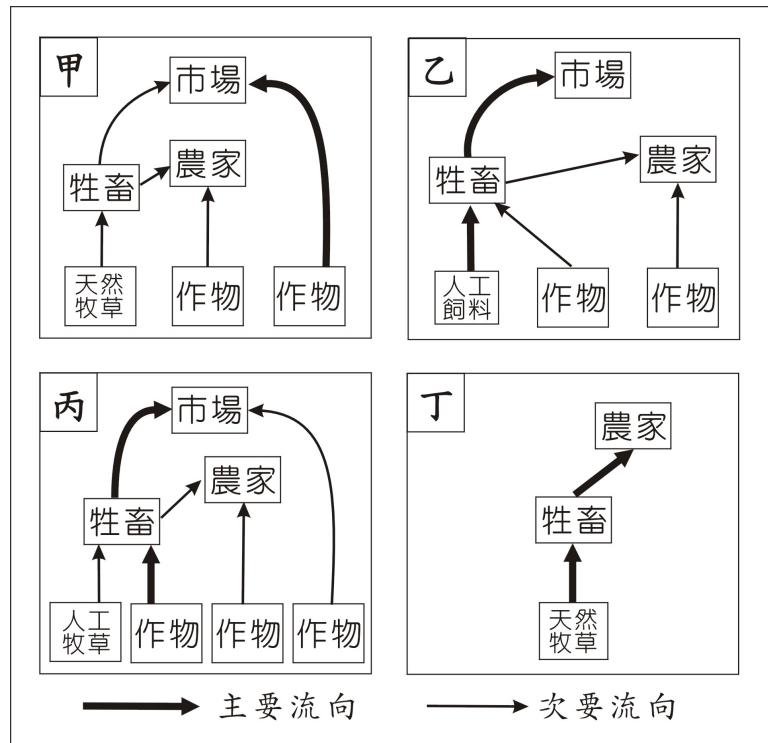 甲
市場
農家
牲畜
天然
牧草
作物
作物
乙
市場
農家
牲畜
人工
飼料
作物
作物
丙
市場
農家
牲畜
人工
牧草
作物
作物
作物
丁
農家
牲畜
天然
牧草
主要流向
次要流向